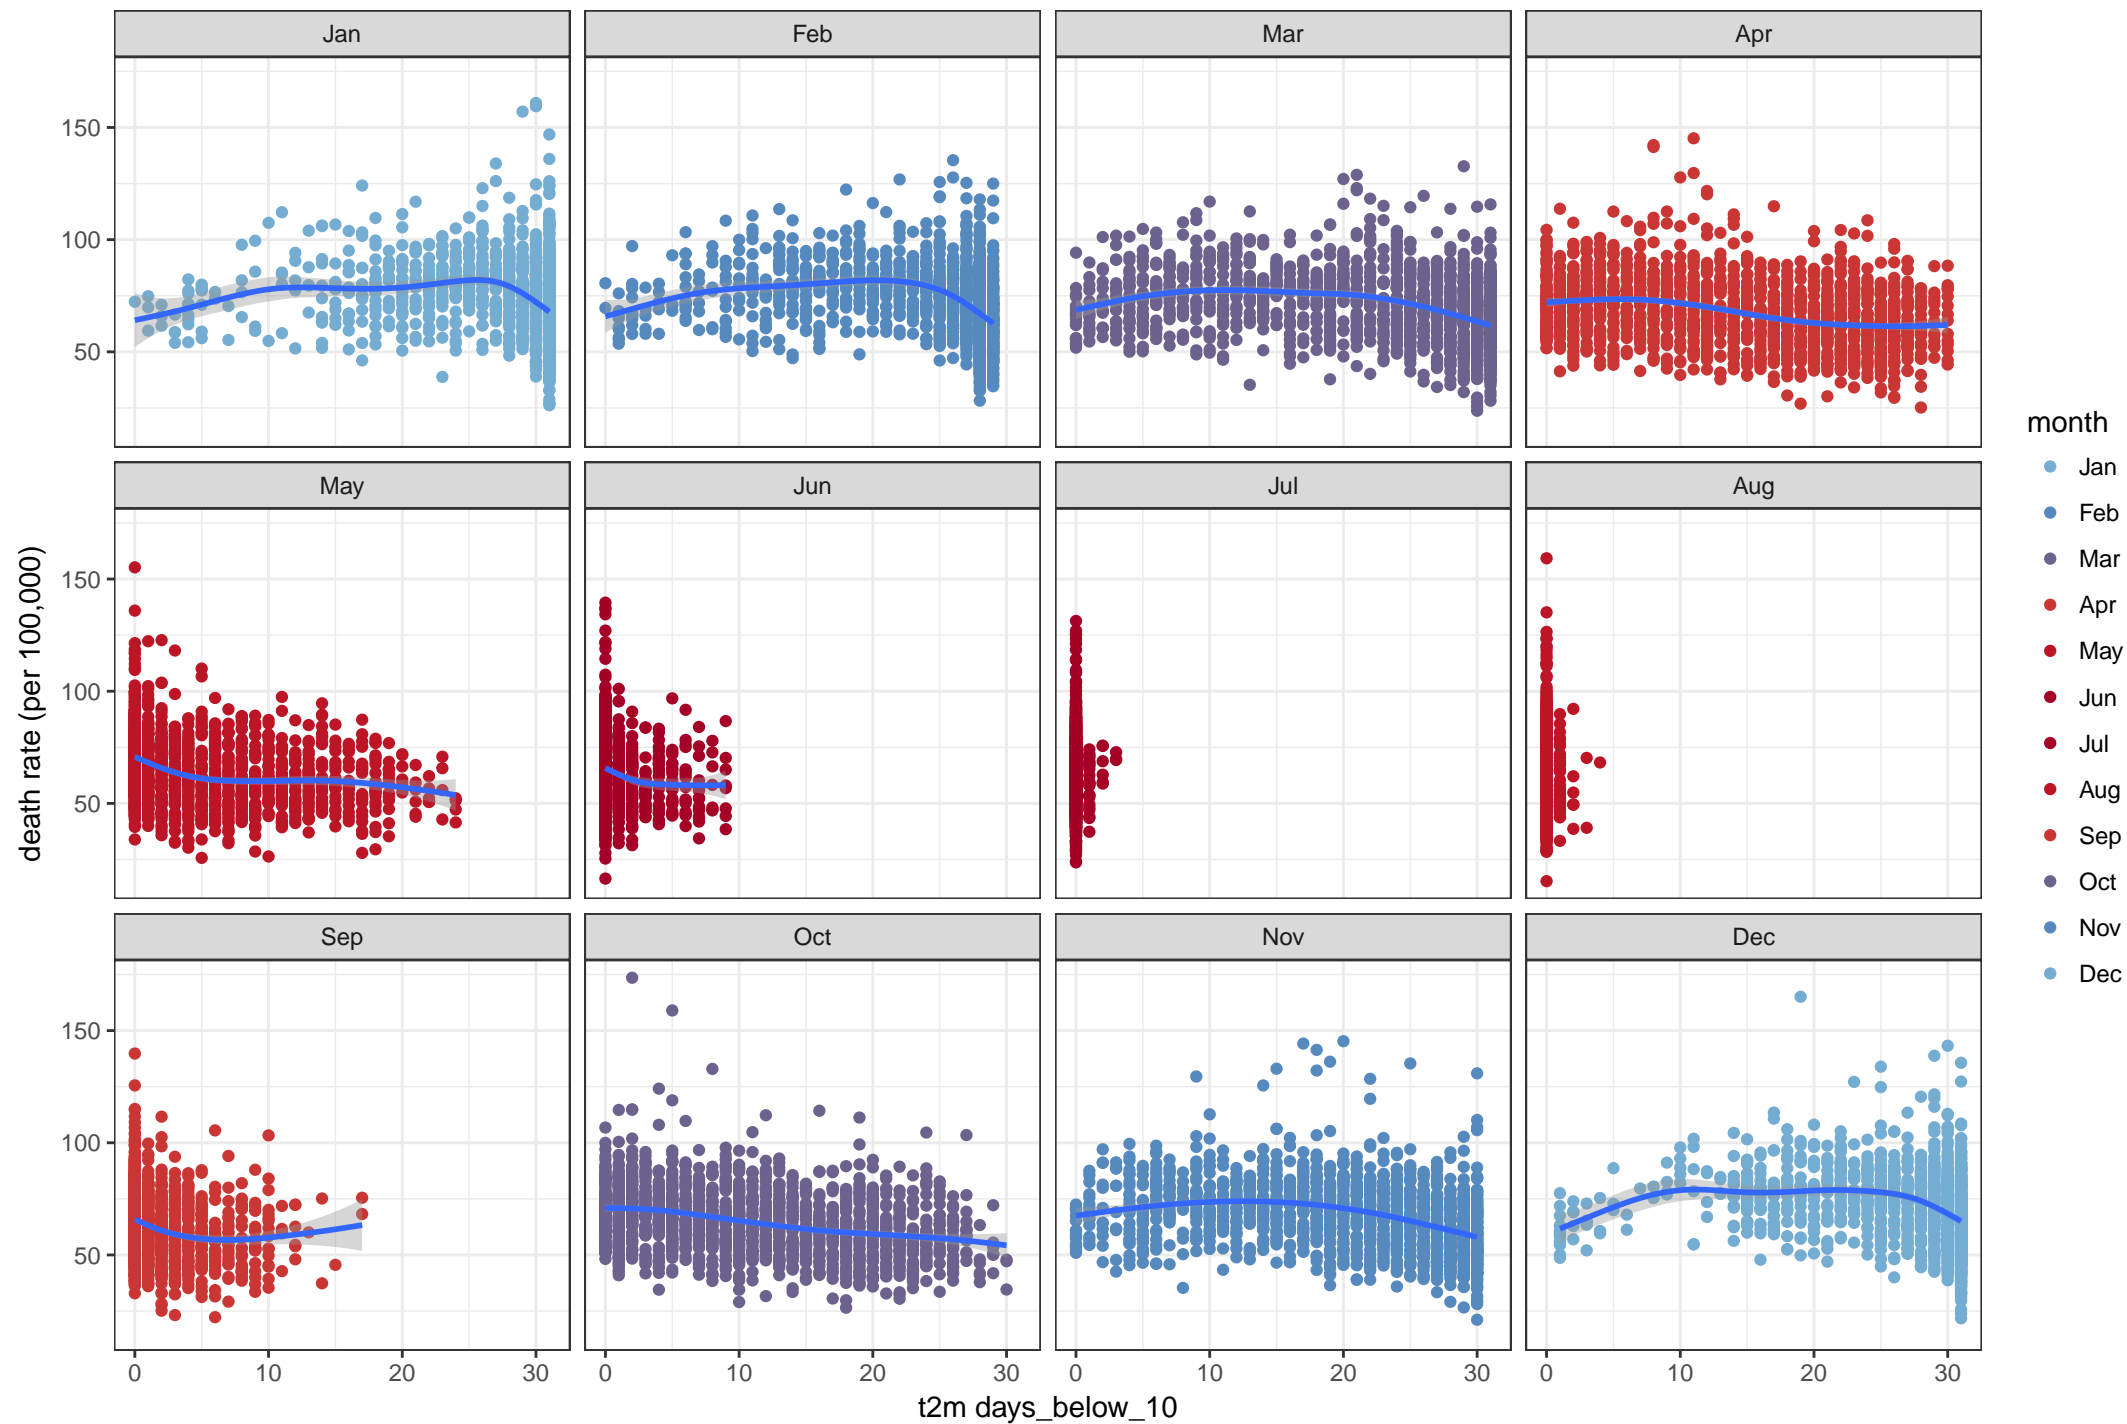 Jan Feb Mar Apr
150
100
50
May Jun Jul Aug
150
100
50
death rate (per 100,000)
Sep Oct Nov Dec
150
100
50
0 10 20 30 0 10 20 30 0 10 20 30 0 10 20 30
t2m days_below_10
month
Jan
Feb
Mar
Apr
May
Jun
Jul
Aug
Sep
Oct
Nov
Dec